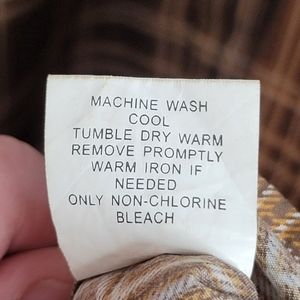 MACHINE WASH
COOL
TUMBLE DRY WARM
REMOVE PROMPTLY
WARM IRON IF
NEEDED
ONLY NON-CHLORINE
BLEACH